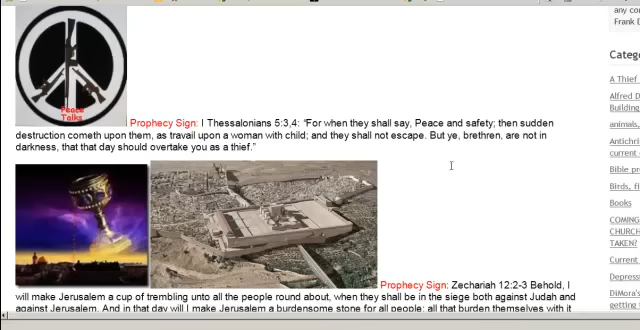 any co
Frank D
Peace
Talks
Prophecy Sign: I Thessalonians 5:3,4: "For when they shall say, Peace and safety; then sudden
destruction cometh upon them, as travail upon a woman with child; and they shall not escape. But ye, brethren, are not in
darkness, that that day should overtake you as a thief."
Prophecy Sign: Zechariah 12:2-3 Behold, I
will make Jerusalem a cup of trembling unto all the people round about, when they shall be in the siege both against Judah and
against Jerusalem. And in that day will I make Jerusalem a burdensome stone for all people: all that burden themselves with it
Catego
A Thief
Alfred D
Building
animals,
Antichri
current
Bible pr
Birds, fi
Books
COMING
CHURCH
TAKEN?
Current
Depress
DiMora's
getting